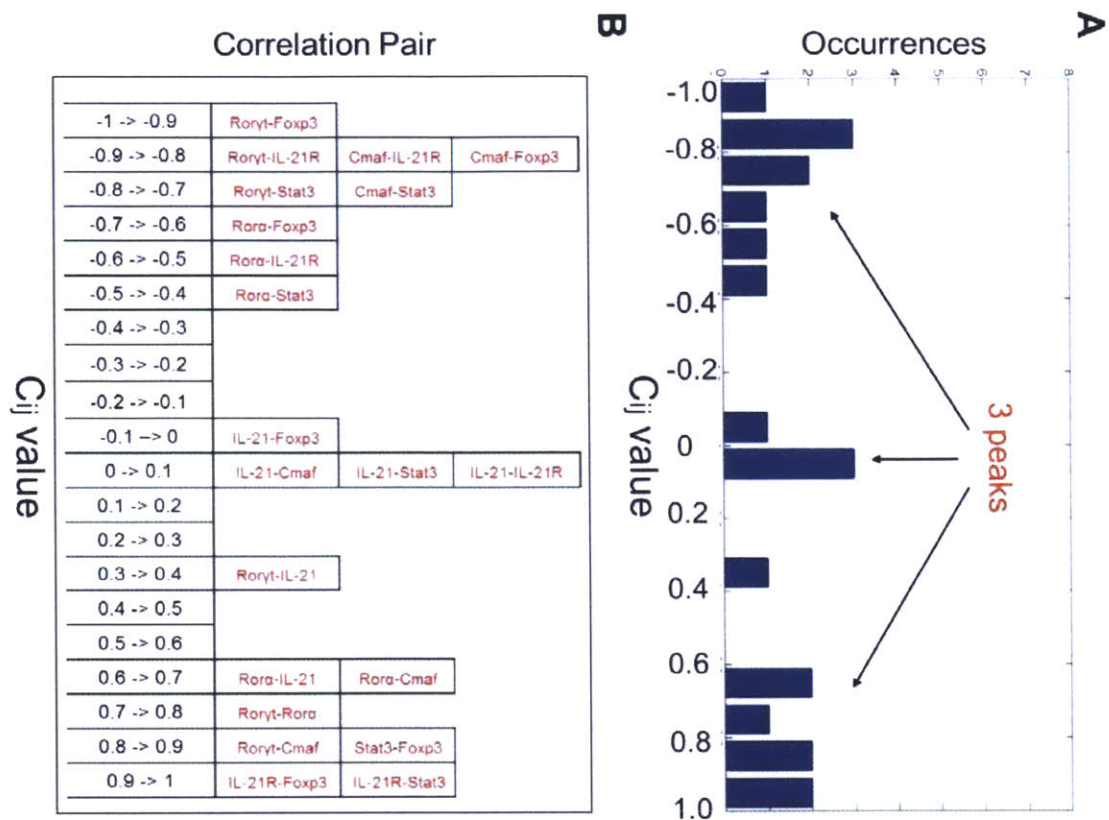 A
Occurrences
0 1 2 3 4 5 6 7 8
-1.0
-0.8
-0.6
-0.4
-0.2
0
0.2
0.4
0.6
0.8
1.0
Cij value
3 peaks
B
Correlation Pair
-1 -> -0.9 Rorγt-Foxp3
-0.9 -> -0.8 Rorγt-IL-21R Cmaf-IL-21R Cmaf-Foxp3
-0.8 -> -0.7 Rorγt-Stat3 Cmaf-Stat3
-0.7 -> -0.6 Rorα-Foxp3
-0.6 -> -0.5 Rorα-IL-21R
-0.5 -> -0.4 Rorα-Stat3
-0.4 -> -0.3
-0.3 -> -0.2
-0.2 -> -0.1
-0.1 –> 0 IL-21-Foxp3
0 -> 0.1 IL-21-Cmaf IL-21-Stat3 IL-21-IL-21R
0.1 -> 0.2
0.2 -> 0.3
0.3 -> 0.4 Rorγt-IL-21
0.4 -> 0.5
0.5 -> 0.6
0.6 -> 0.7 Rorα-IL-21 Rorα-Cmaf
0.7 -> 0.8 Rorγt-Rorα
0.8 -> 0.9 Rorγt-Cmaf Stat3-Foxp3
0.9 -> 1 IL-21R-Foxp3 IL-21R-Stat3
Cij value